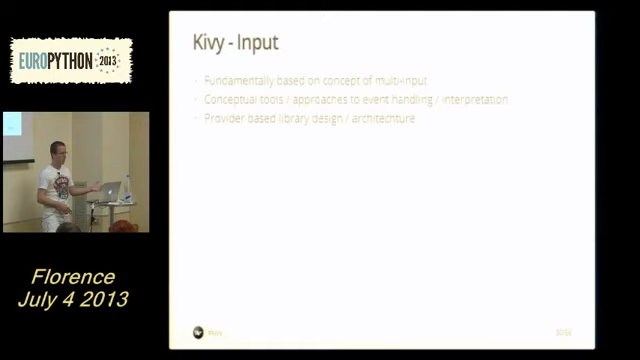 EUROPYTHON 2013
Kivy - Input
· Fundamentally based on concept of multi-input
· Conceptual tools / approaches to event handling / interpretation
· Provider based library design / architechture
Florence
July 4 2013